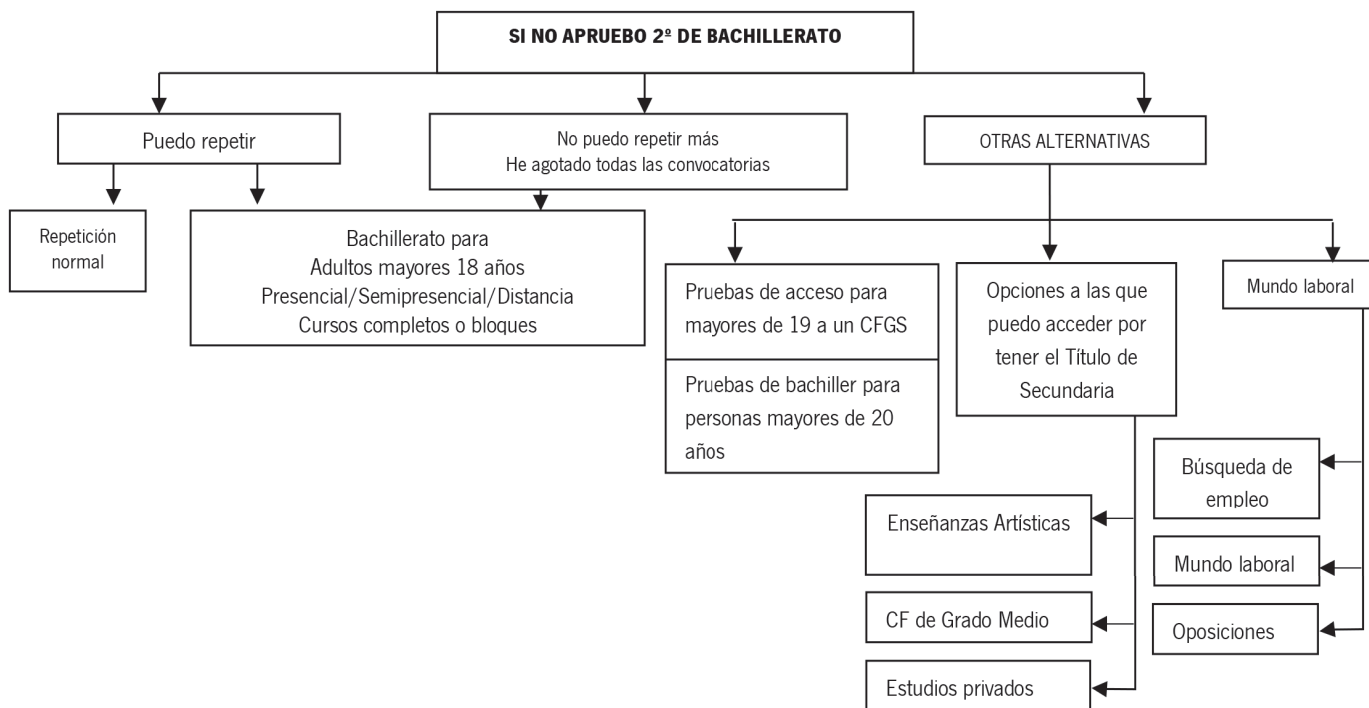 SI NO APRUEBO 2º DE BACHILLERATO
Puedo repetir
No puedo repetir más
He agotado todas las convocatorias
OTRAS ALTERNATIVAS
Repetición
normal
Bachillerato para
Adultos mayores 18 años
Presencial/Semipresencial/Distancia
Cursos completos o bloques
Pruebas de acceso para
mayores de 19 a un CFGS
Pruebas de bachiller para
personas mayores de 20
años
Opciones a las que
puedo acceder por
tener el Título de
Secundaria
Mundo laboral
Enseñanzas Artísticas
CF de Grado Medio
Estudios privados
Búsqueda de
empleo
Mundo laboral
Oposiciones